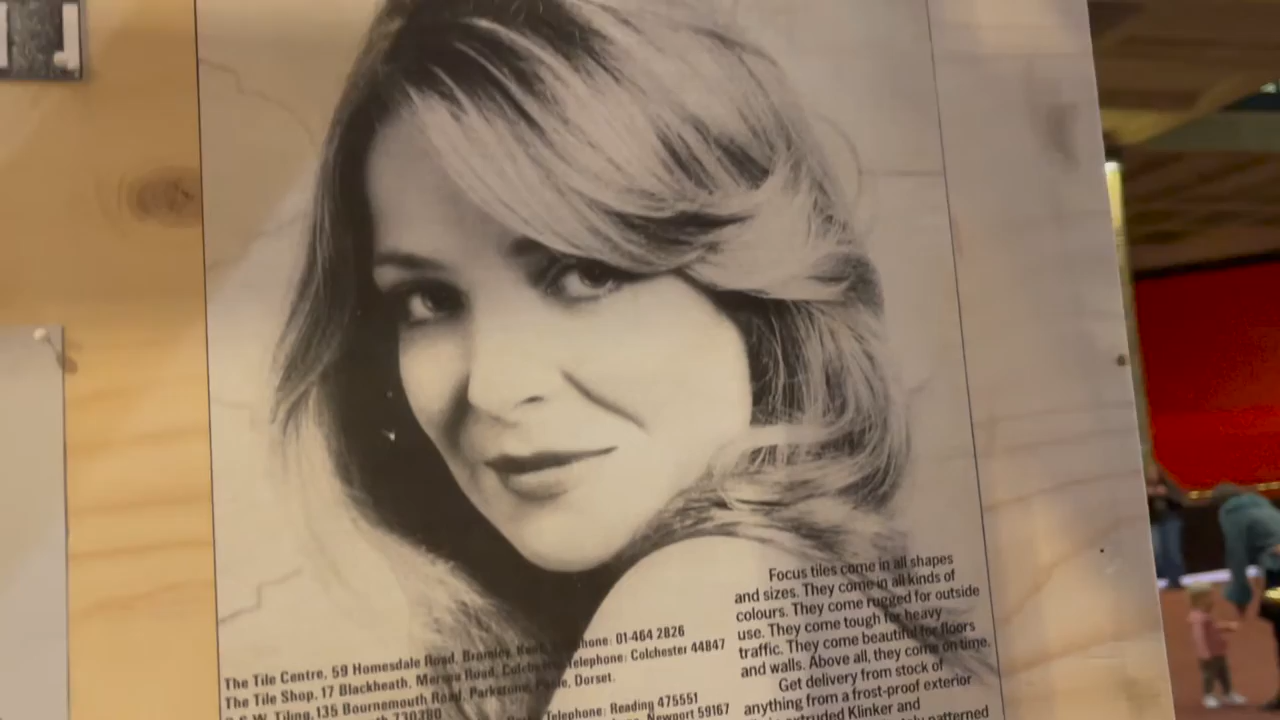 Focus tiles come in all shapes
and sizes. They come in all kinds of
colours. They come rugged for outside
use. They come tough for heavy
traffic. They come beautiful for floors
and walls. Above all, they come on time.
Get delivery from stock of
anything from a frost-proof exterior
extruded Klinker and
patterned
The Tile Centre, 59 Homesdale Road, Bromley, Kent. Telephone: 01-464 2826
The Tile Shop, 17 Blackheath, Mersea Road, Colchester. Telephone: Colchester 44847
Tiling, 135 Bournemouth Road, Parkstone, Poole, Dorset.
730280
Telephone: Reading 475551
Newport 59167